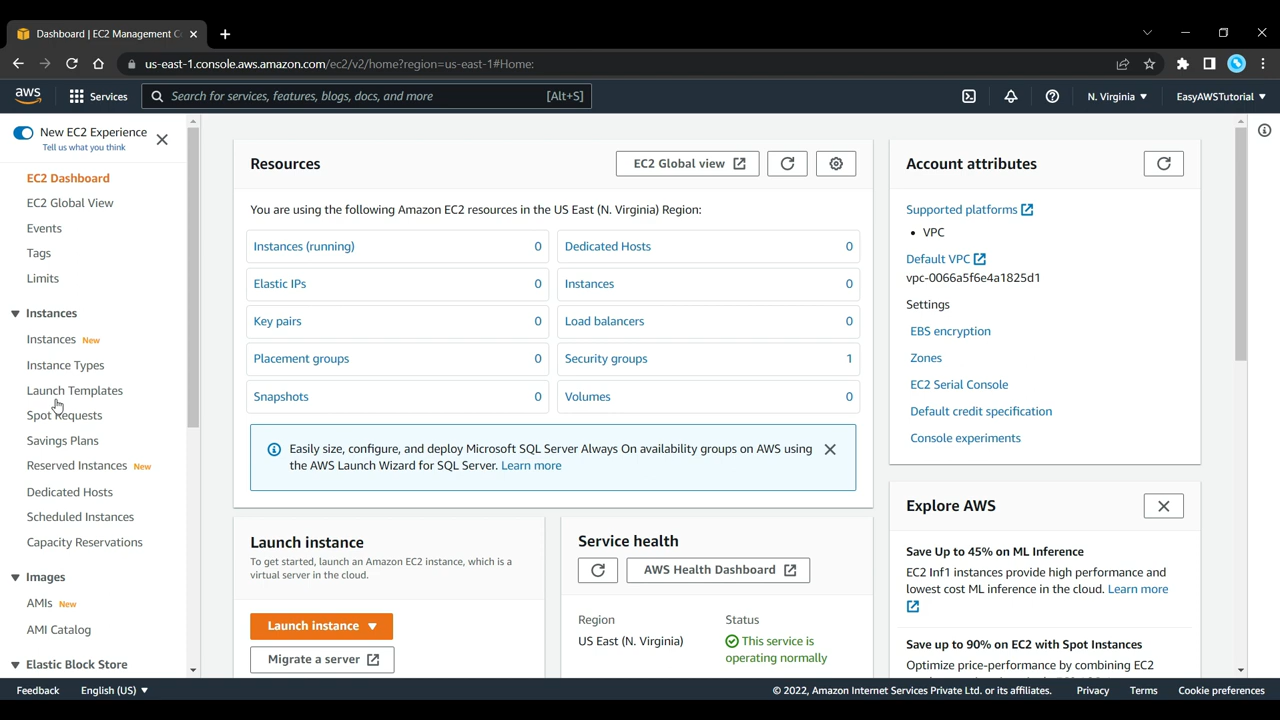 Dashboard | EC2 Management C
us-east-1.console.aws.amazon.com/ec2/v2/home?region=us-east-1#Home:
aws
Services
Search for services, features, blogs, docs, and more
[Alt+S]
N. Virginia
EasyAWSTutorial
New EC2 Experience
Tell us what you think
EC2 Dashboard
EC2 Global View
Events
Tags
Limits
Instances
Instances New
Instance Types
Launch Templates
Spot Requests
Savings Plans
Reserved Instances New
Dedicated Hosts
Scheduled Instances
Capacity Reservations
Images
AMIs New
AMI Catalog
Elastic Block Store
Resources
EC2 Global view
You are using the following Amazon EC2 resources in the US East (N. Virginia) Region:
Instances (running) 0
Dedicated Hosts 0
Elastic IPs 0
Instances 0
Key pairs 0
Load balancers 0
Placement groups 0
Security groups 1
Snapshots 0
Volumes 0
Easily size, configure, and deploy Microsoft SQL Server Always On availability groups on AWS using
the AWS Launch Wizard for SQL Server. Learn more
Launch instance
To get started, launch an Amazon EC2 instance, which is a
virtual server in the cloud.
Launch instance
Migrate a server
Service health
AWS Health Dashboard
Region
Status
US East (N. Virginia)
This service is
operating normally
Account attributes
Supported platforms
• VPC
Default VPC
vpc-0066a5f6e4a1825d1
Settings
EBS encryption
Zones
EC2 Serial Console
Default credit specification
Console experiments
Explore AWS
Save Up to 45% on ML Inference
EC2 Inf1 instances provide high performance and
lowest cost ML inference in the cloud. Learn more
Save up to 90% on EC2 with Spot Instances
Optimize price-performance by combining EC2
Feedback
English (US)
© 2022, Amazon Internet Services Private Ltd. or its affiliates.
Privacy
Terms
Cookie preferences